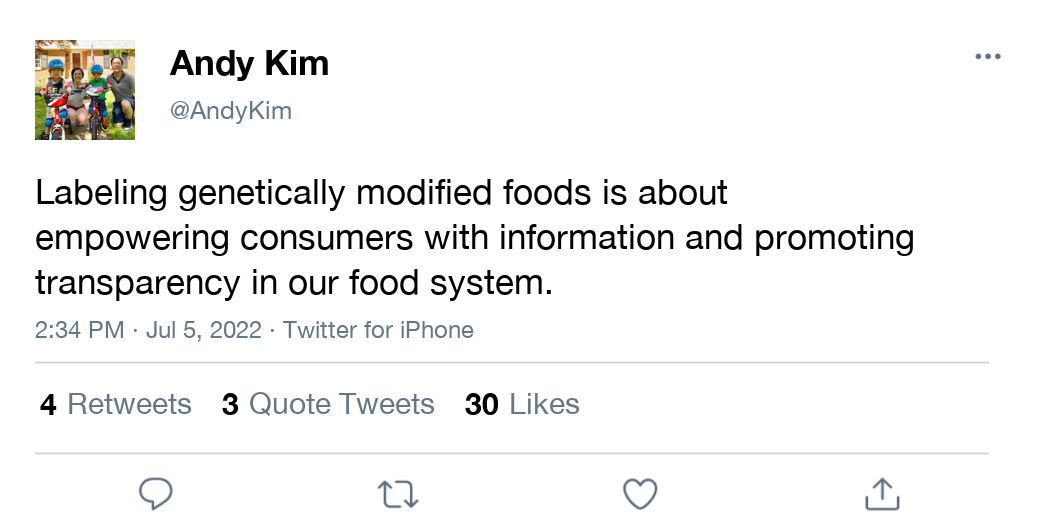 Andy Kim
@AndyKim
Labeling genetically modified foods is about
empowering consumers with information and promoting
transparency in our food system.
2:34 PM · Jul 5, 2022 · Twitter for iPhone
4 Retweets 3 Quote Tweets 30 Likes